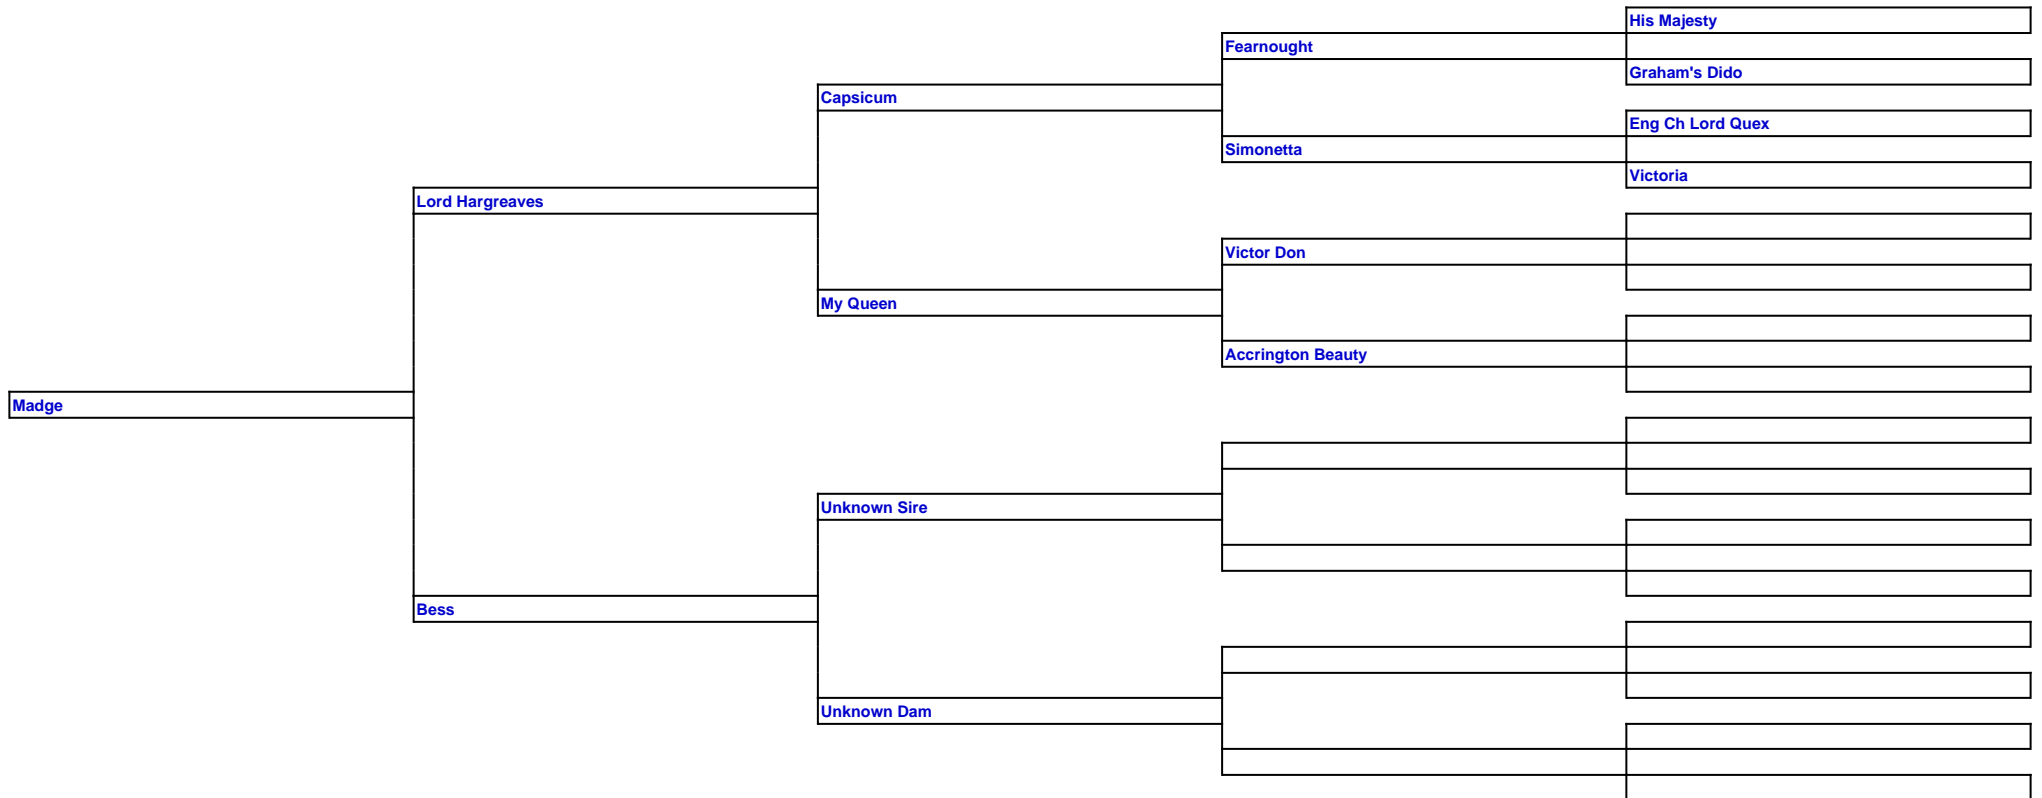 His Majesty
Fearnought
Graham's Dido
Capsicum
Eng Ch Lord Quex
Simonetta
Victoria
Lord Hargreaves
Victor Don
My Queen
Accrington Beauty
Madge
Unknown Sire
Bess
Unknown Dam